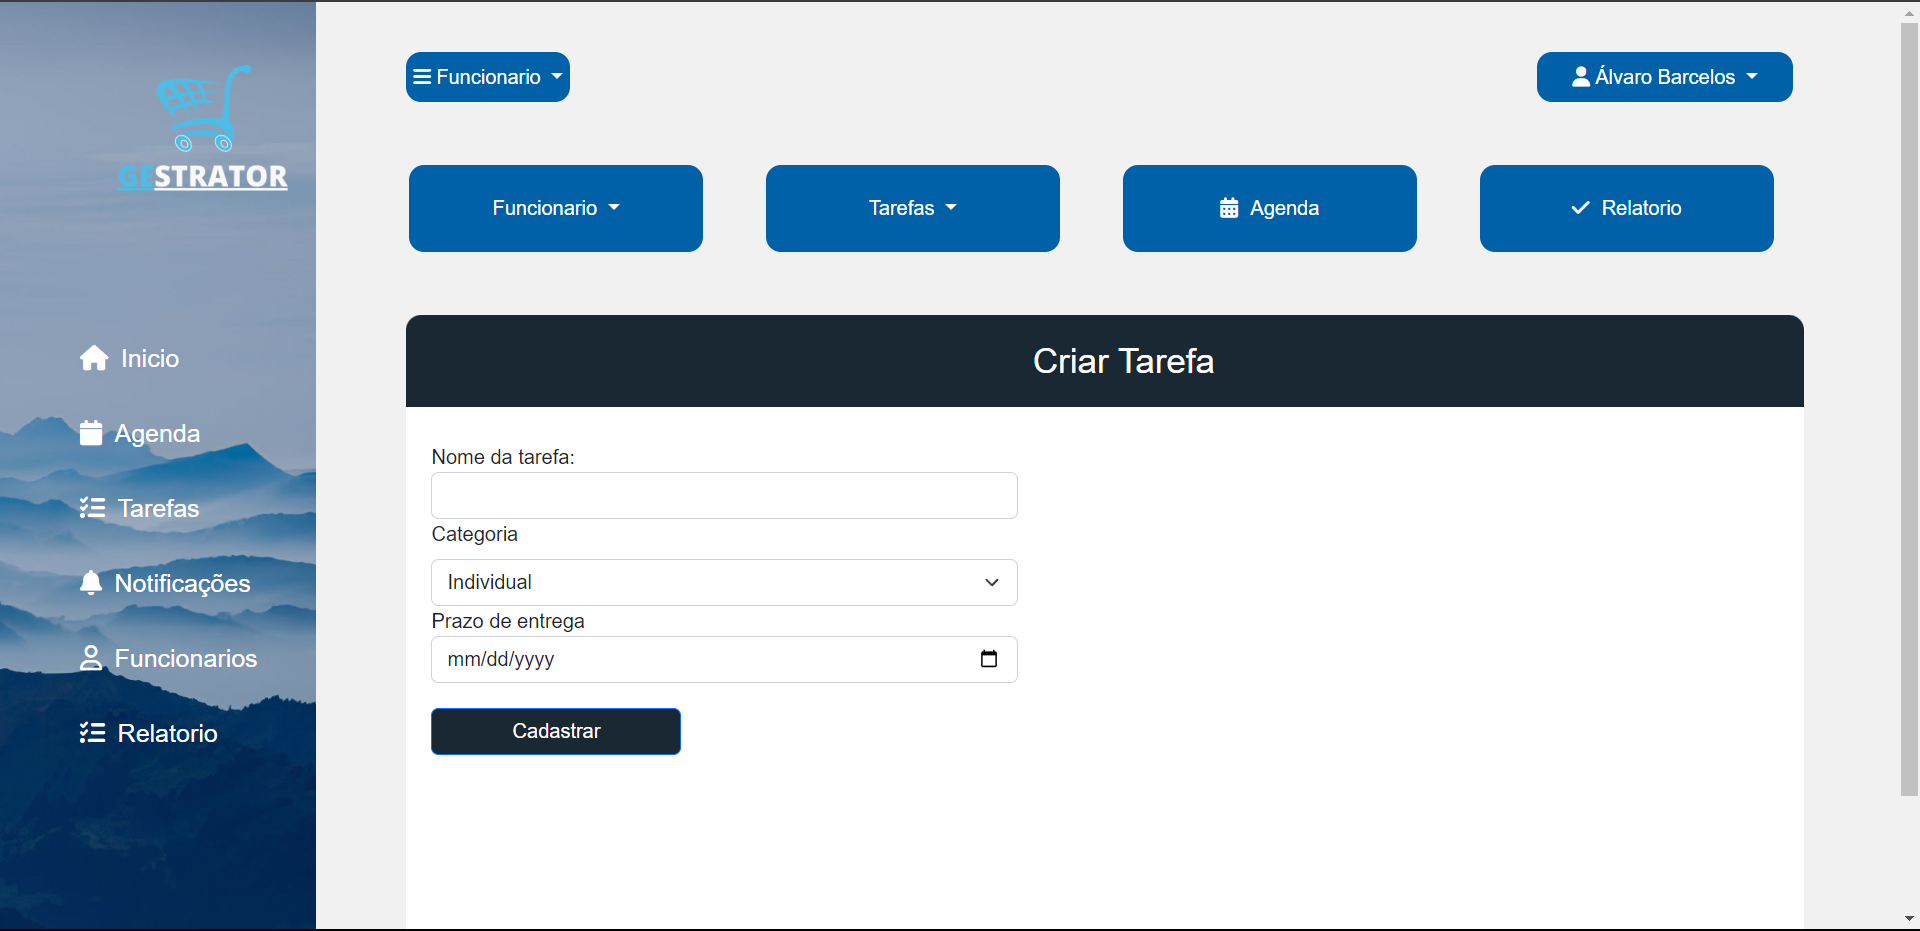 GESTRATOR
Inicio
Agenda
Tarefas
Notificações
Funcionarios
Relatorio
Funcionario
Álvaro Barcelos
Funcionario
Tarefas
Agenda
Relatorio
Criar Tarefa
Nome da tarefa:
Categoria
Individual
Prazo de entrega
mm/dd/yyyy
Cadastrar